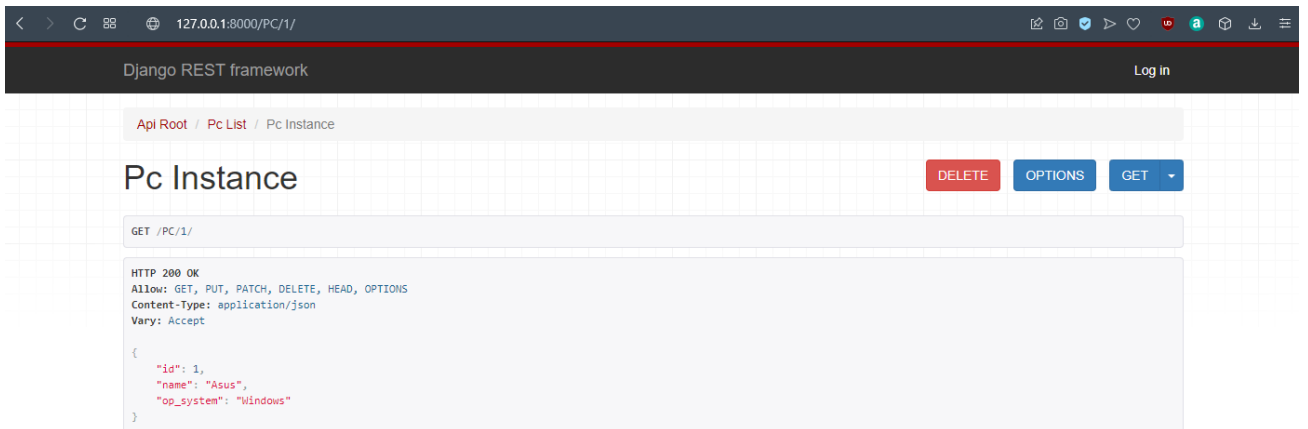 127.0.0.1:8000/PC/1/
Django REST framework Log in
Api Root / Pc List / Pc Instance
Pc Instance DELETE OPTIONS GET
GET /PC/1/
HTTP 200 OK
Allow: GET, PUT, PATCH, DELETE, HEAD, OPTIONS
Content-Type: application/json
Vary: Accept
{
"id": 1,
"name": "Asus",
"op_system": "Windows"
}